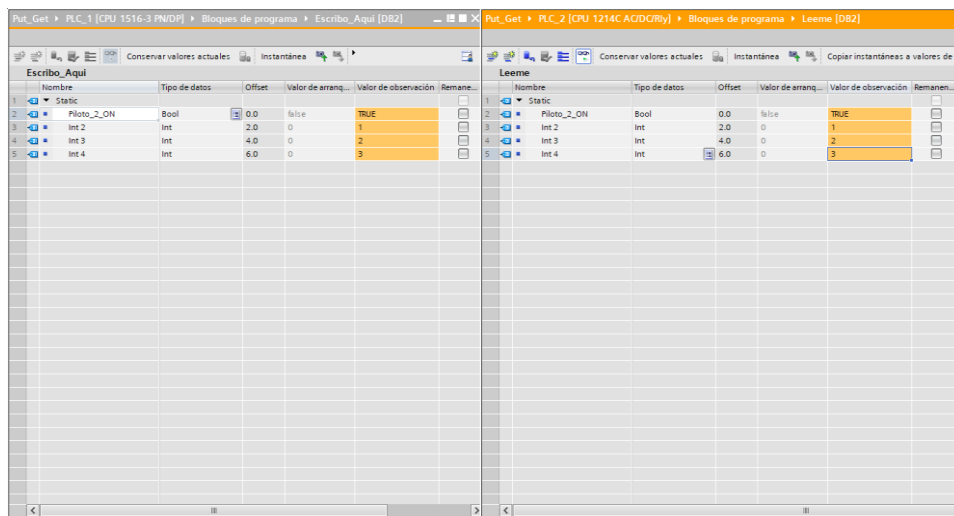 Put_Get ▸ PLC_1 [CPU 1516-3 PN/DP] ▸ Bloques de programa ▸ Escribo_Aqui [DB2]
Conservar valores actuales Instantánea
Escribo_Aqui
Nombre Tipo de datos Offset Valor de arranq... Valor de observación Remane...
1 Static
2 Piloto_2_ON Bool 0.0 false TRUE
3 Int 2 Int 2.0 0 1
4 Int 3 Int 4.0 0 2
5 Int 4 Int 6.0 0 3
Put_Get ▸ PLC_2 [CPU 1214C AC/DC/Rly] ▸ Bloques de programa ▸ Leeme [DB2]
Conservar valores actuales Instantánea Copiar instantáneas a valores de
Leeme
Nombre Tipo de datos Offset Valor de arranq... Valor de observación Remanen...
1 Static
2 Piloto_2_ON Bool 0.0 false TRUE
3 Int 2 Int 2.0 0 1
4 Int 3 Int 4.0 0 2
5 Int 4 Int 6.0 0 3